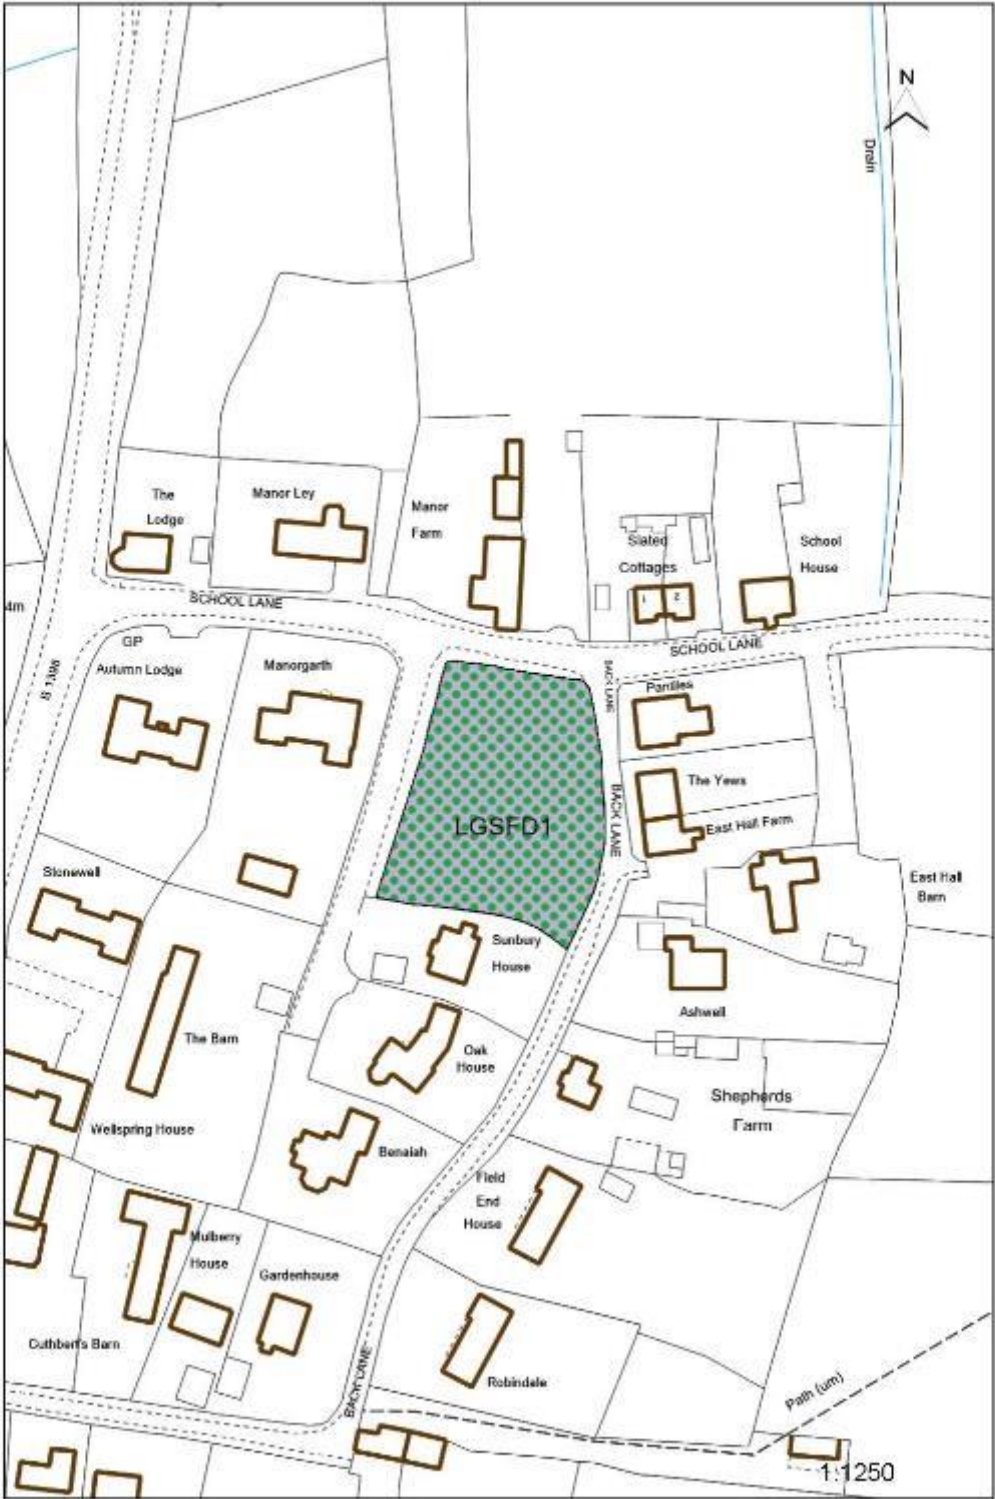 N
Drain
The
Lodge
Manor Ley
Manor
Farm
Slated
Cottages
1
2
School
House
SCHOOL LANE
4m
GP
B 1398
Autumn Lodge
Manorgarth
SCHOOL LANE
BACK LANE
Pantiles
The Yews
BACK LANE
East Hall Farm
LGSFD1
Stonewell
East Hall
Barn
Sunbury
House
Ashwell
The Barn
Oak
House
Shepherds
Farm
Wellspring House
Benaiah
Field
End
House
Mulberry
House
Gardenhouse
Cuthbert's Barn
BACK LANE
Robindale
Path (um)
1:1250